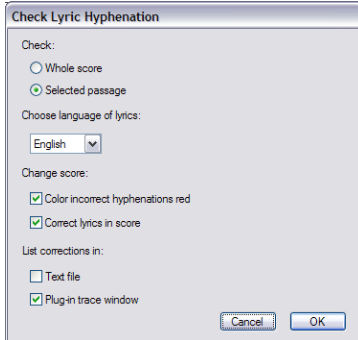 Check Lyric Hyphenation
Check:
Whole score
Selected passage
Choose language of lyrics:
English
Change score:
Color incorrect hyphenations red
Correct lyrics in score
List corrections in:
Text file
Plug-in trace window
Cancel OK